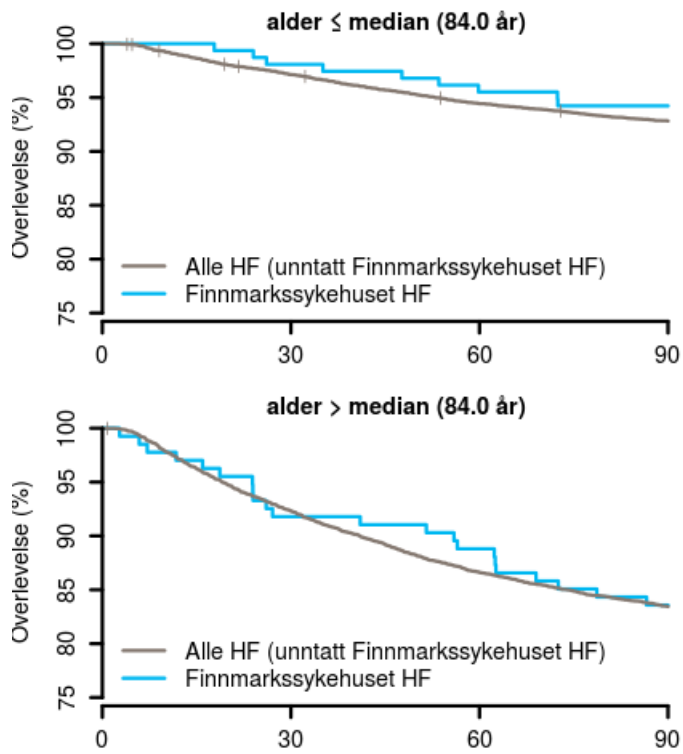 alder ≤ median (84.0 år)
Overlevelse (%)
100
95
90
85
80
75
Alle HF (unntatt Finnmarkssykehuset HF)
Finnmarkssykehuset HF
0 30 60 90
alder > median (84.0 år)
Overlevelse (%)
100
95
90
85
80
75
Alle HF (unntatt Finnmarkssykehuset HF)
Finnmarkssykehuset HF
0 30 60 90